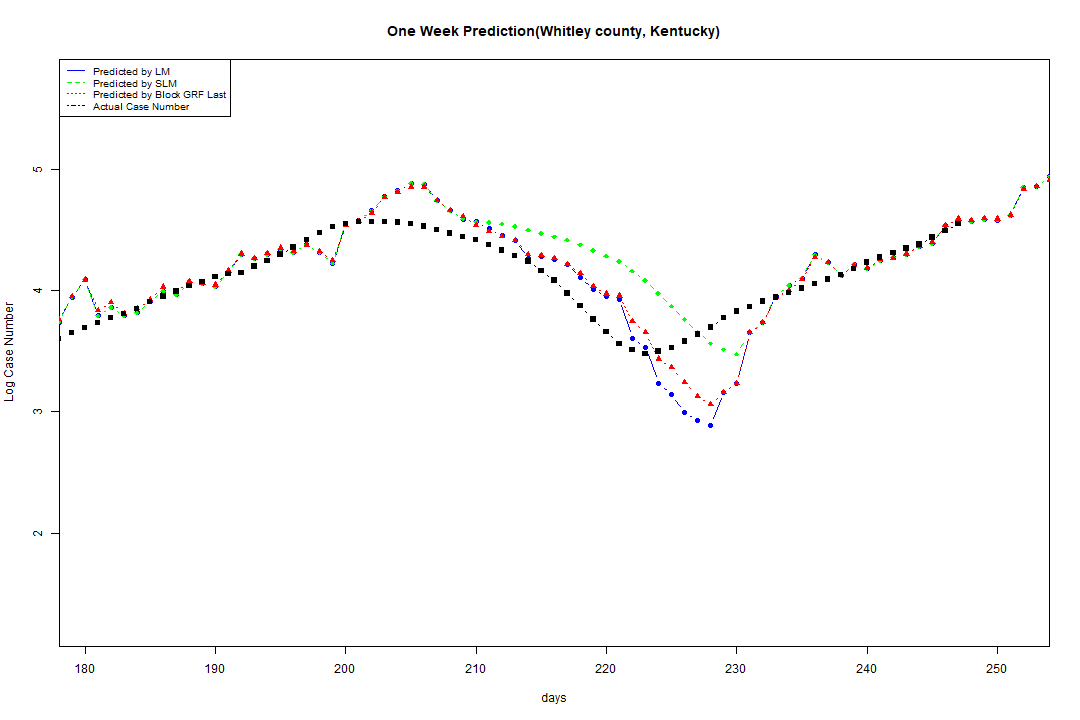 One Week Prediction(Whitley county, Kentucky)
Predicted by LM
Predicted by SLM
Predicted by Block GRF Last
Actual Case Number
5
4
3
2
Log Case Number
180 190 200 210 220 230 240 250
days